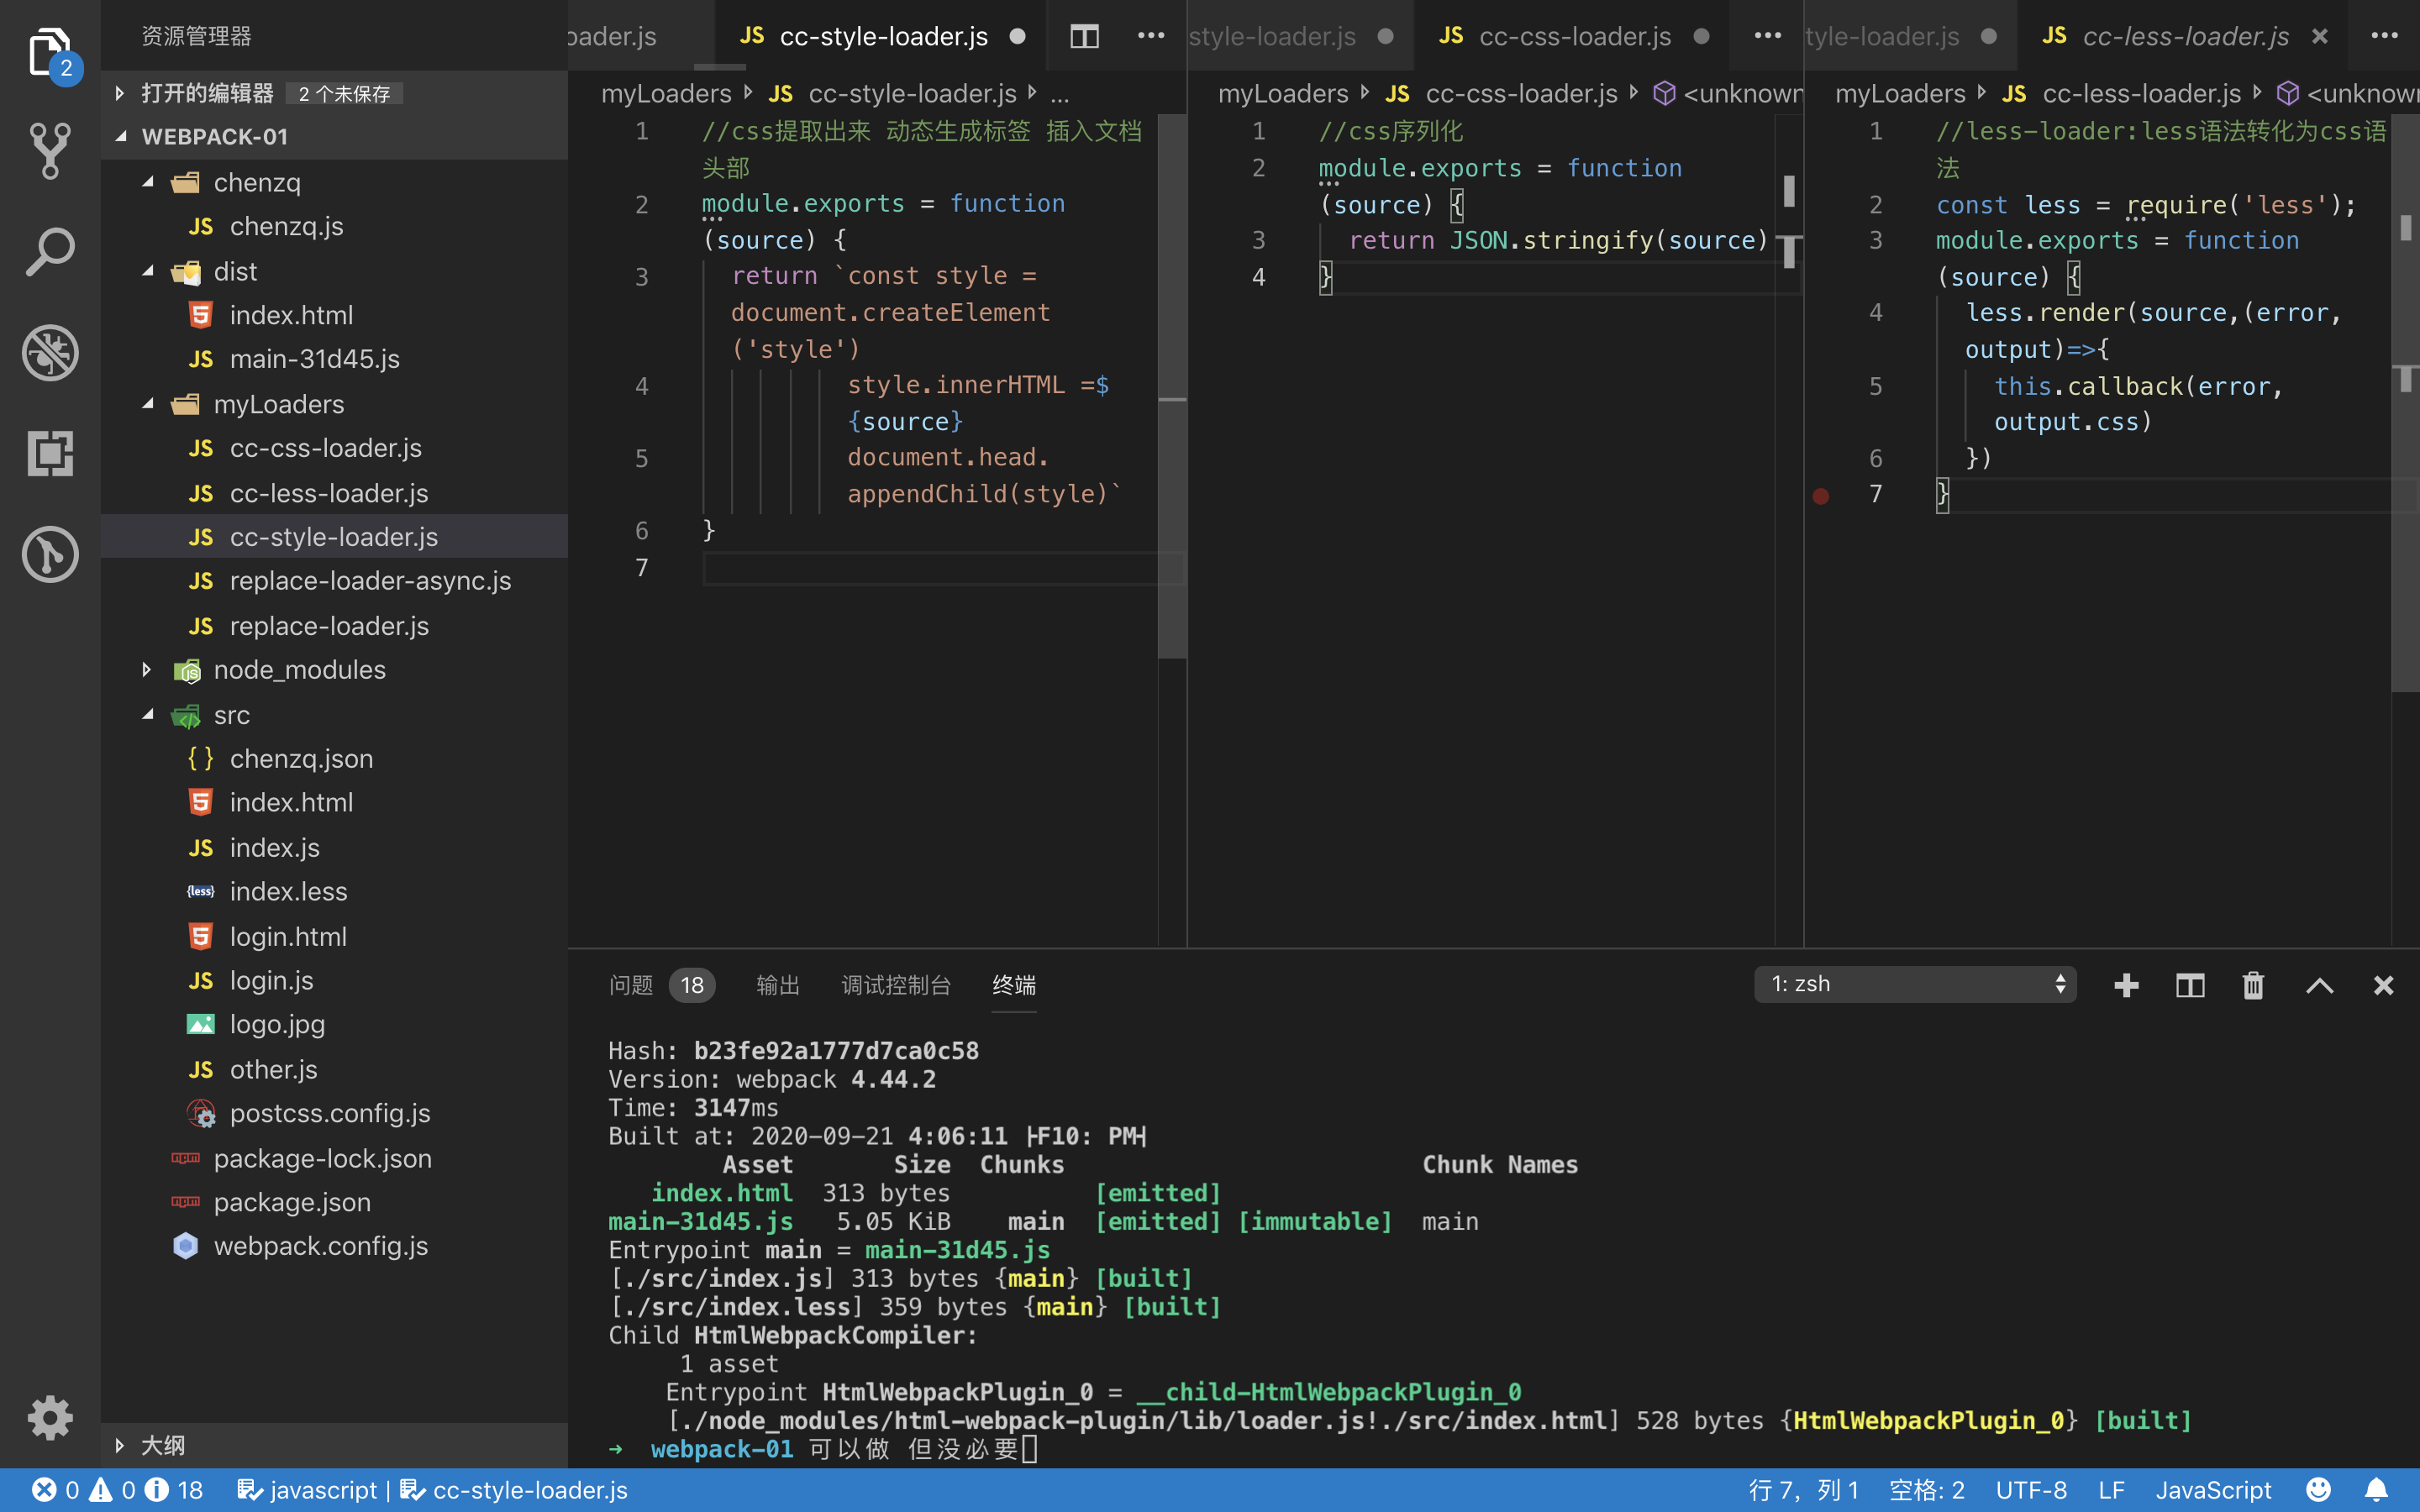 资源管理器
2
打开的编辑器 2 个未保存
WEBPACK-01
chenzq
JS chenzq.js
dist
index.html
JS main-31d45.js
myLoaders
JS cc-css-loader.js
JS cc-less-loader.js
JS cc-style-loader.js
JS replace-loader-async.js
JS replace-loader.js
node_modules
src
{ } chenzq.json
index.html
JS index.js
{less} index.less
login.html
JS login.js
logo.jpg
JS other.js
postcss.config.js
package-lock.json
package.json
webpack.config.js
大纲
oader.js JS cc-style-loader.js
myLoaders JS cc-style-loader.js ...
1 //css提取出来 动态生成标签 插入文档
头部
2 module.exports = function
(source) {
3 return `const style =
document.createElement
('style')
4 style.innerHTML =$
{source}
5 document.head.
appendChild(style)`
6 }
7
style-loader.js JS cc-css-loader.js
myLoaders JS cc-css-loader.js <unknown
1 //css序列化
2 module.exports = function
(source) {
3 return JSON.stringify(source)
4 }
tyle-loader.js JS cc-less-loader.js
myLoaders JS cc-less-loader.js <unknown
1 //less-loader:less语法转化为css语
法
2 const less = require('less');
3 module.exports = function
(source) {
4 less.render(source,(error,
output)=>{
5 this.callback(error,
output.css)
6 })
7 }
问题 18 输出 调试控制台 终端 1: zsh
Hash: b23fe92a1777d7ca0c58
Version: webpack 4.44.2
Time: 3147ms
Built at: 2020-09-21 4:06:11 ├F10: PM┤
Asset Size Chunks Chunk Names
index.html 313 bytes [emitted]
main-31d45.js 5.05 KiB main [emitted] [immutable] main
Entrypoint main = main-31d45.js
[./src/index.js] 313 bytes {main} [built]
[./src/index.less] 359 bytes {main} [built]
Child HtmlWebpackCompiler:
1 asset
Entrypoint HtmlWebpackPlugin_0 = __child-HtmlWebpackPlugin_0
[./node_modules/html-webpack-plugin/lib/loader.js!./src/index.html] 528 bytes {HtmlWebpackPlugin_0} [built]
→ webpack-01 可以做 但没必要
0 0 18 javascript | cc-style-loader.js 行 7，列 1 空格: 2 UTF-8 LF JavaScript